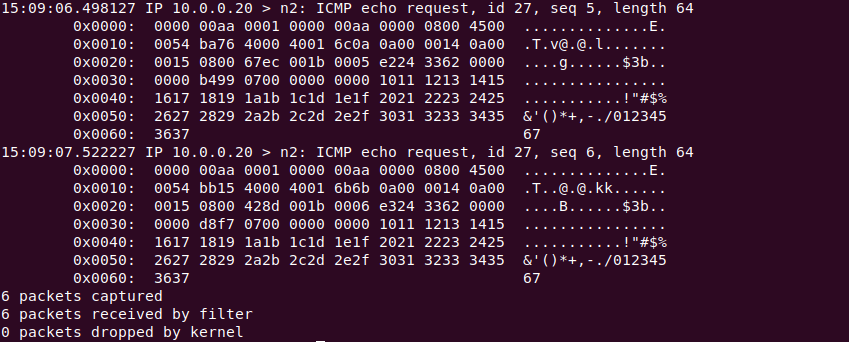 15:09:06.498127 IP 10.0.0.20 > n2: ICMP echo request, id 27, seq 5, length 64
0x0000:  0000 00aa 0001 0000 00aa 0000 0800 4500  ..............E.
0x0010:  0054 ba76 4000 4001 6c0a 0a00 0014 0a00  .T.v@.@.l.......
0x0020:  0015 0800 67ec 001b 0005 e224 3362 0000  ....g......$3b..
0x0030:  0000 b499 0700 0000 0000 1011 1213 1415  ................
0x0040:  1617 1819 1a1b 1c1d 1e1f 2021 2223 2425  ...........!"#$%
0x0050:  2627 2829 2a2b 2c2d 2e2f 3031 3233 3435  &'()*+,-./012345
0x0060:  3637                                     67
15:09:07.522227 IP 10.0.0.20 > n2: ICMP echo request, id 27, seq 6, length 64
0x0000:  0000 00aa 0001 0000 00aa 0000 0800 4500  ..............E.
0x0010:  0054 bb15 4000 4001 6b6b 0a00 0014 0a00  .T..@.@.kk......
0x0020:  0015 0800 428d 001b 0006 e324 3362 0000  ....B......$3b..
0x0030:  0000 d8f7 0700 0000 0000 1011 1213 1415  ................
0x0040:  1617 1819 1a1b 1c1d 1e1f 2021 2223 2425  ...........!"#$%
0x0050:  2627 2829 2a2b 2c2d 2e2f 3031 3233 3435  &'()*+,-./012345
0x0060:  3637                                     67
6 packets captured
6 packets received by filter
0 packets dropped by kernel